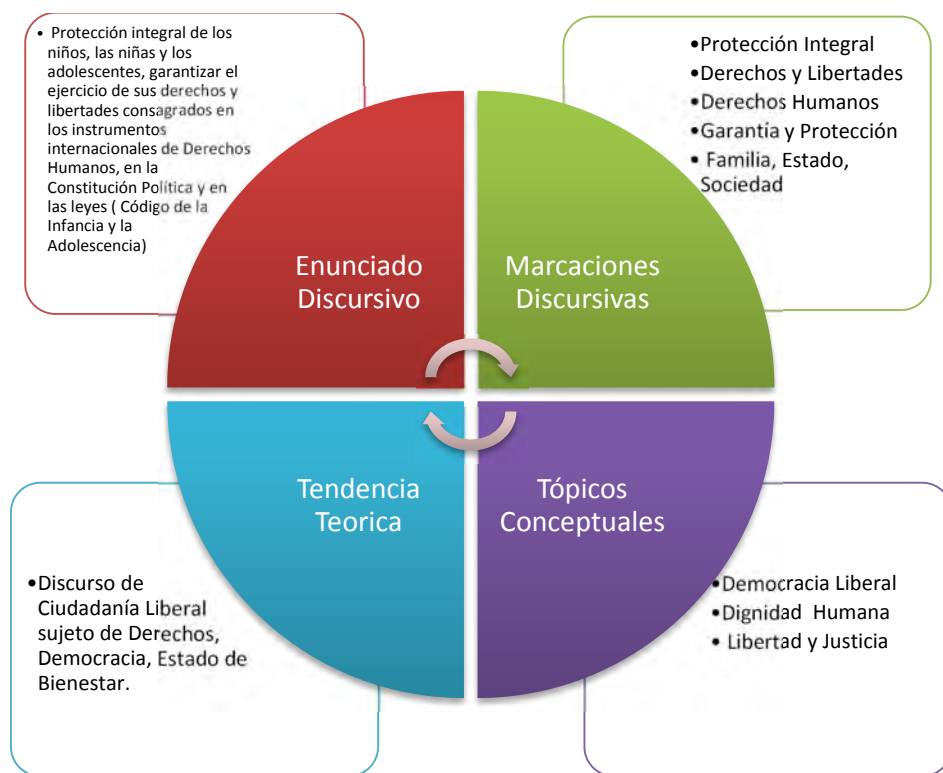 • Protección integral de los
niños, las niñas y los
adolescentes, garantizar el
ejercicio de sus derechos y
libertades consagrados en
los instrumentos
internacionales de Derechos
Humanos, en la
Constitución Política y en
las leyes ( Código de la
Infancia y la
Adolescencia)
•Protección Integral
•Derechos y Libertades
•Derechos Humanos
•Garantía y Protección
• Familia, Estado,
Sociedad
Enunciado
Discursivo
Marcaciones
Discursivas
Tendencia
Teorica
Tópicos
Conceptuales
•Discurso de
Ciudadanía Liberal
sujeto de Derechos,
Democracia, Estado de
Bienestar.
•Democracia Liberal
•Dignidad Humana
• Libertad y Justicia